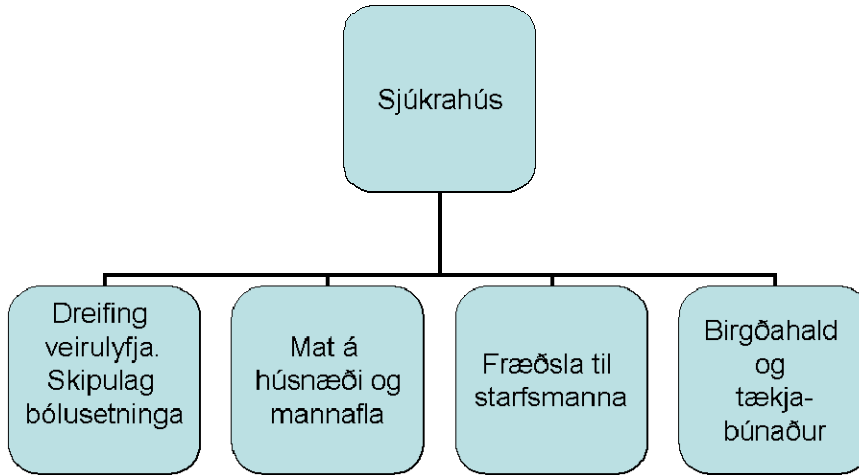 Sjúkrahús
Dreifing
veirulyfja.
Skipulag
bólusetninga
Mat á
húsnæði og
mannafla
Fræðsla til
starfsmanna
Birgðahald
og
tækja-
búnaður